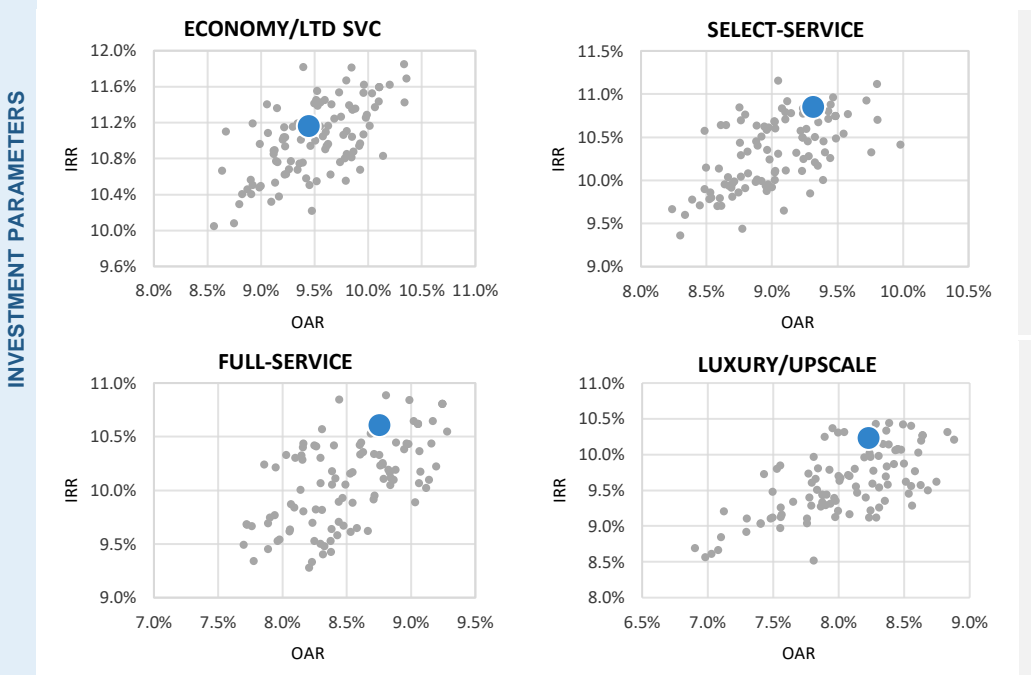 INVESTMENT PARAMETERS
ECONOMY/LTD SVC
12.0%
11.6%
11.2%
10.8%
10.4%
10.0%
9.6%
IRR
8.0% 8.5% 9.0% 9.5% 10.0% 10.5% 11.0%
OAR
SELECT-SERVICE
11.5%
11.0%
10.5%
10.0%
9.5%
9.0%
IRR
8.0% 8.5% 9.0% 9.5% 10.0% 10.5%
OAR
FULL-SERVICE
11.0%
10.5%
10.0%
9.5%
9.0%
IRR
7.0% 7.5% 8.0% 8.5% 9.0% 9.5%
OAR
LUXURY/UPSCALE
11.0%
10.5%
10.0%
9.5%
9.0%
8.5%
8.0%
IRR
6.5% 7.0% 7.5% 8.0% 8.5% 9.0%
OAR